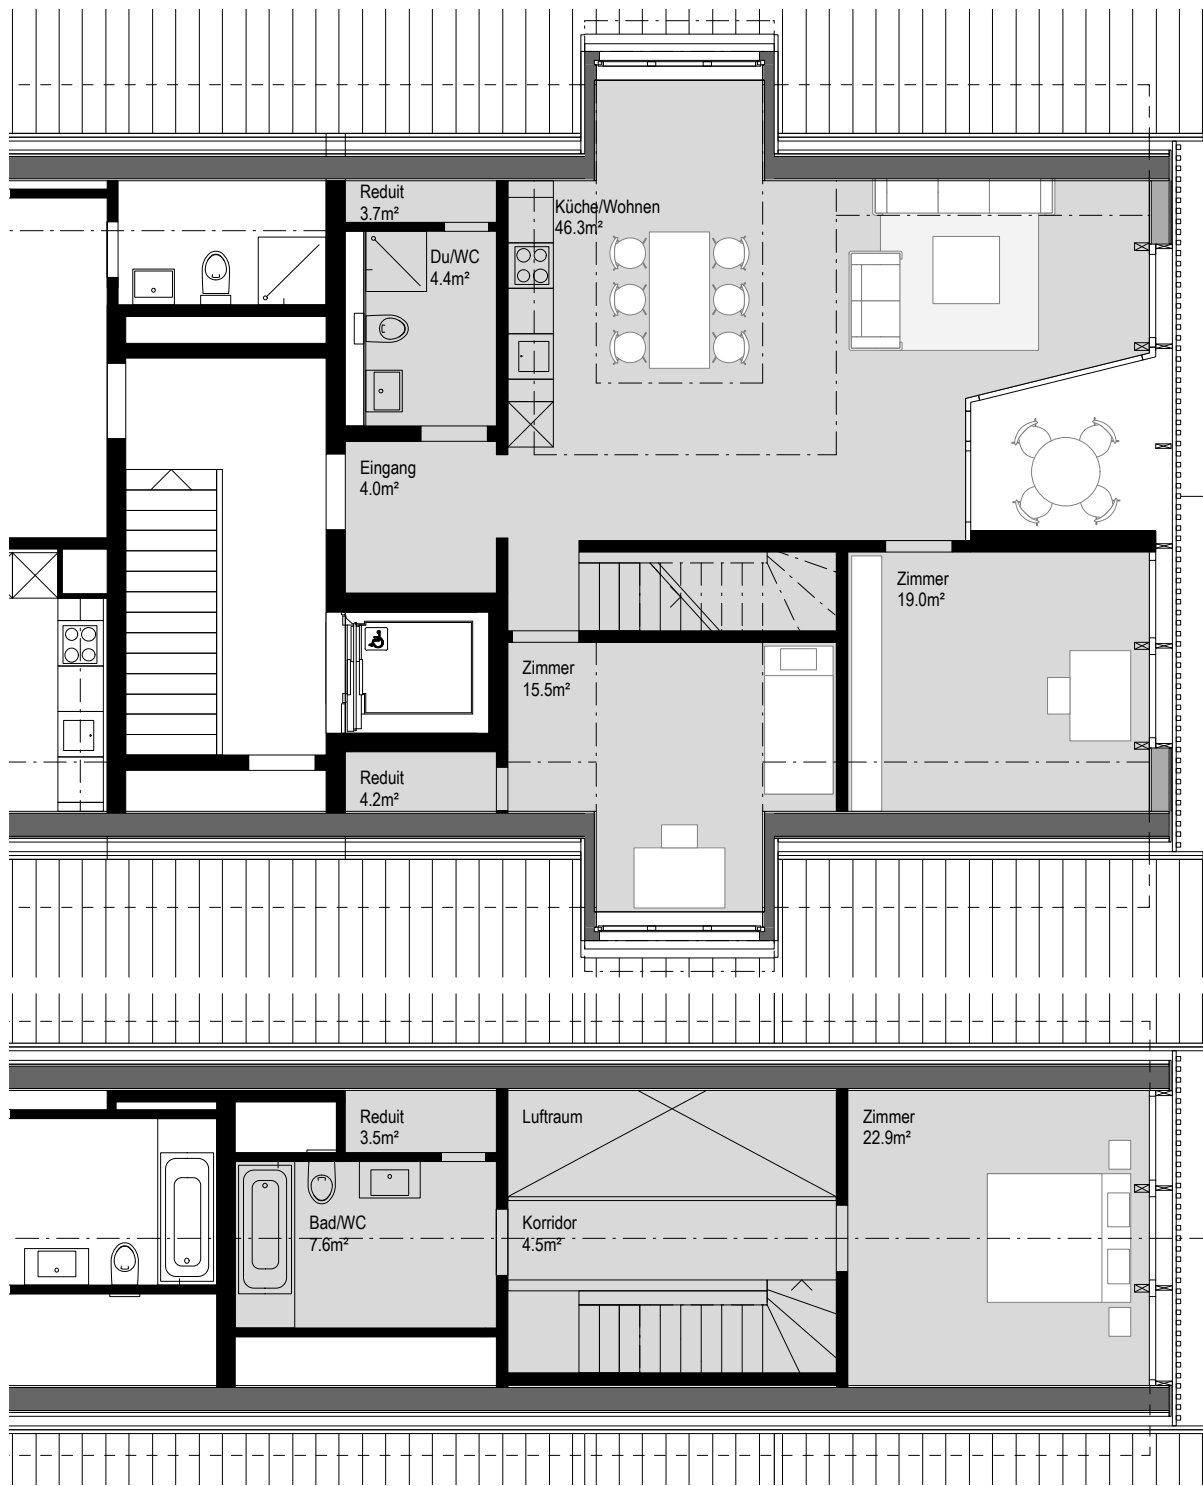 Reduit
3.7m²
Küche/Wohnen
46.3m²
Du/WC
4.4m²
Eingang
4.0m²
Zimmer
19.0m²
Zimmer
15.5m²
Reduit
4.2m²
Reduit
3.5m²
Luftraum
Zimmer
22.9m²
Bad/WC
7.6m²
Korridor
4.5m²